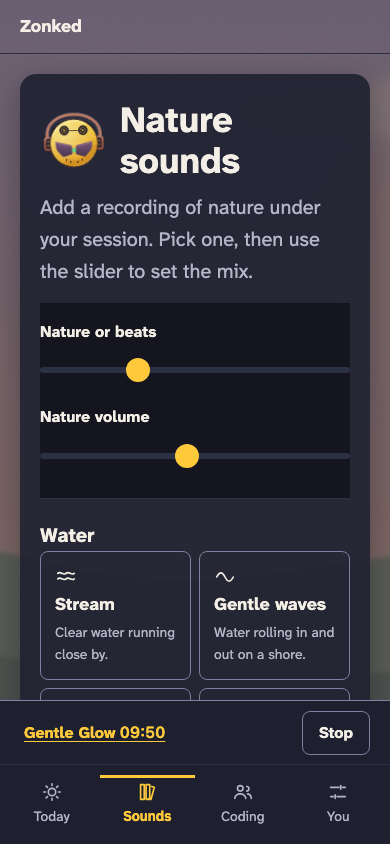 Zonked
Nature
sounds
Add a recording of nature under
your session. Pick one, then use
the slider to set the mix.
Nature or beats
Nature volume
Water
Stream
Clear water running
close by.
Gentle waves
Water rolling in and
out on a shore.
Gentle Glow 09:50
Stop
Today
Sounds
Coding
You